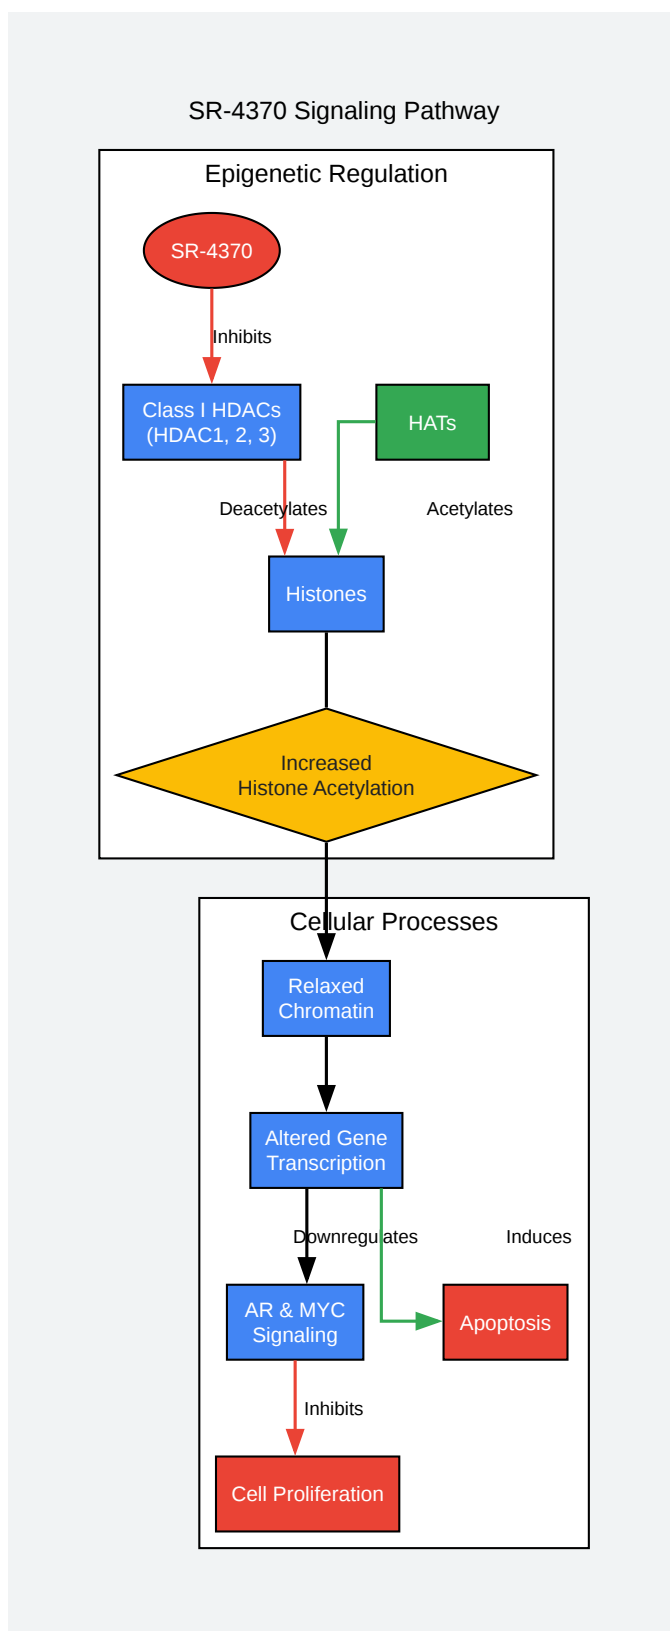 SR-4370 Signaling Pathway
Epigenetic Regulation
SR-4370
Inhibits
Class I HDACs
(HDAC1, 2, 3)
HATs
Deacetylates
Acetylates
Histones
Increased
Histone Acetylation
Cellular Processes
Relaxed
Chromatin
Altered Gene
Transcription
Downregulates
Induces
AR & MYC
Signaling
Apoptosis
Inhibits
Cell Proliferation